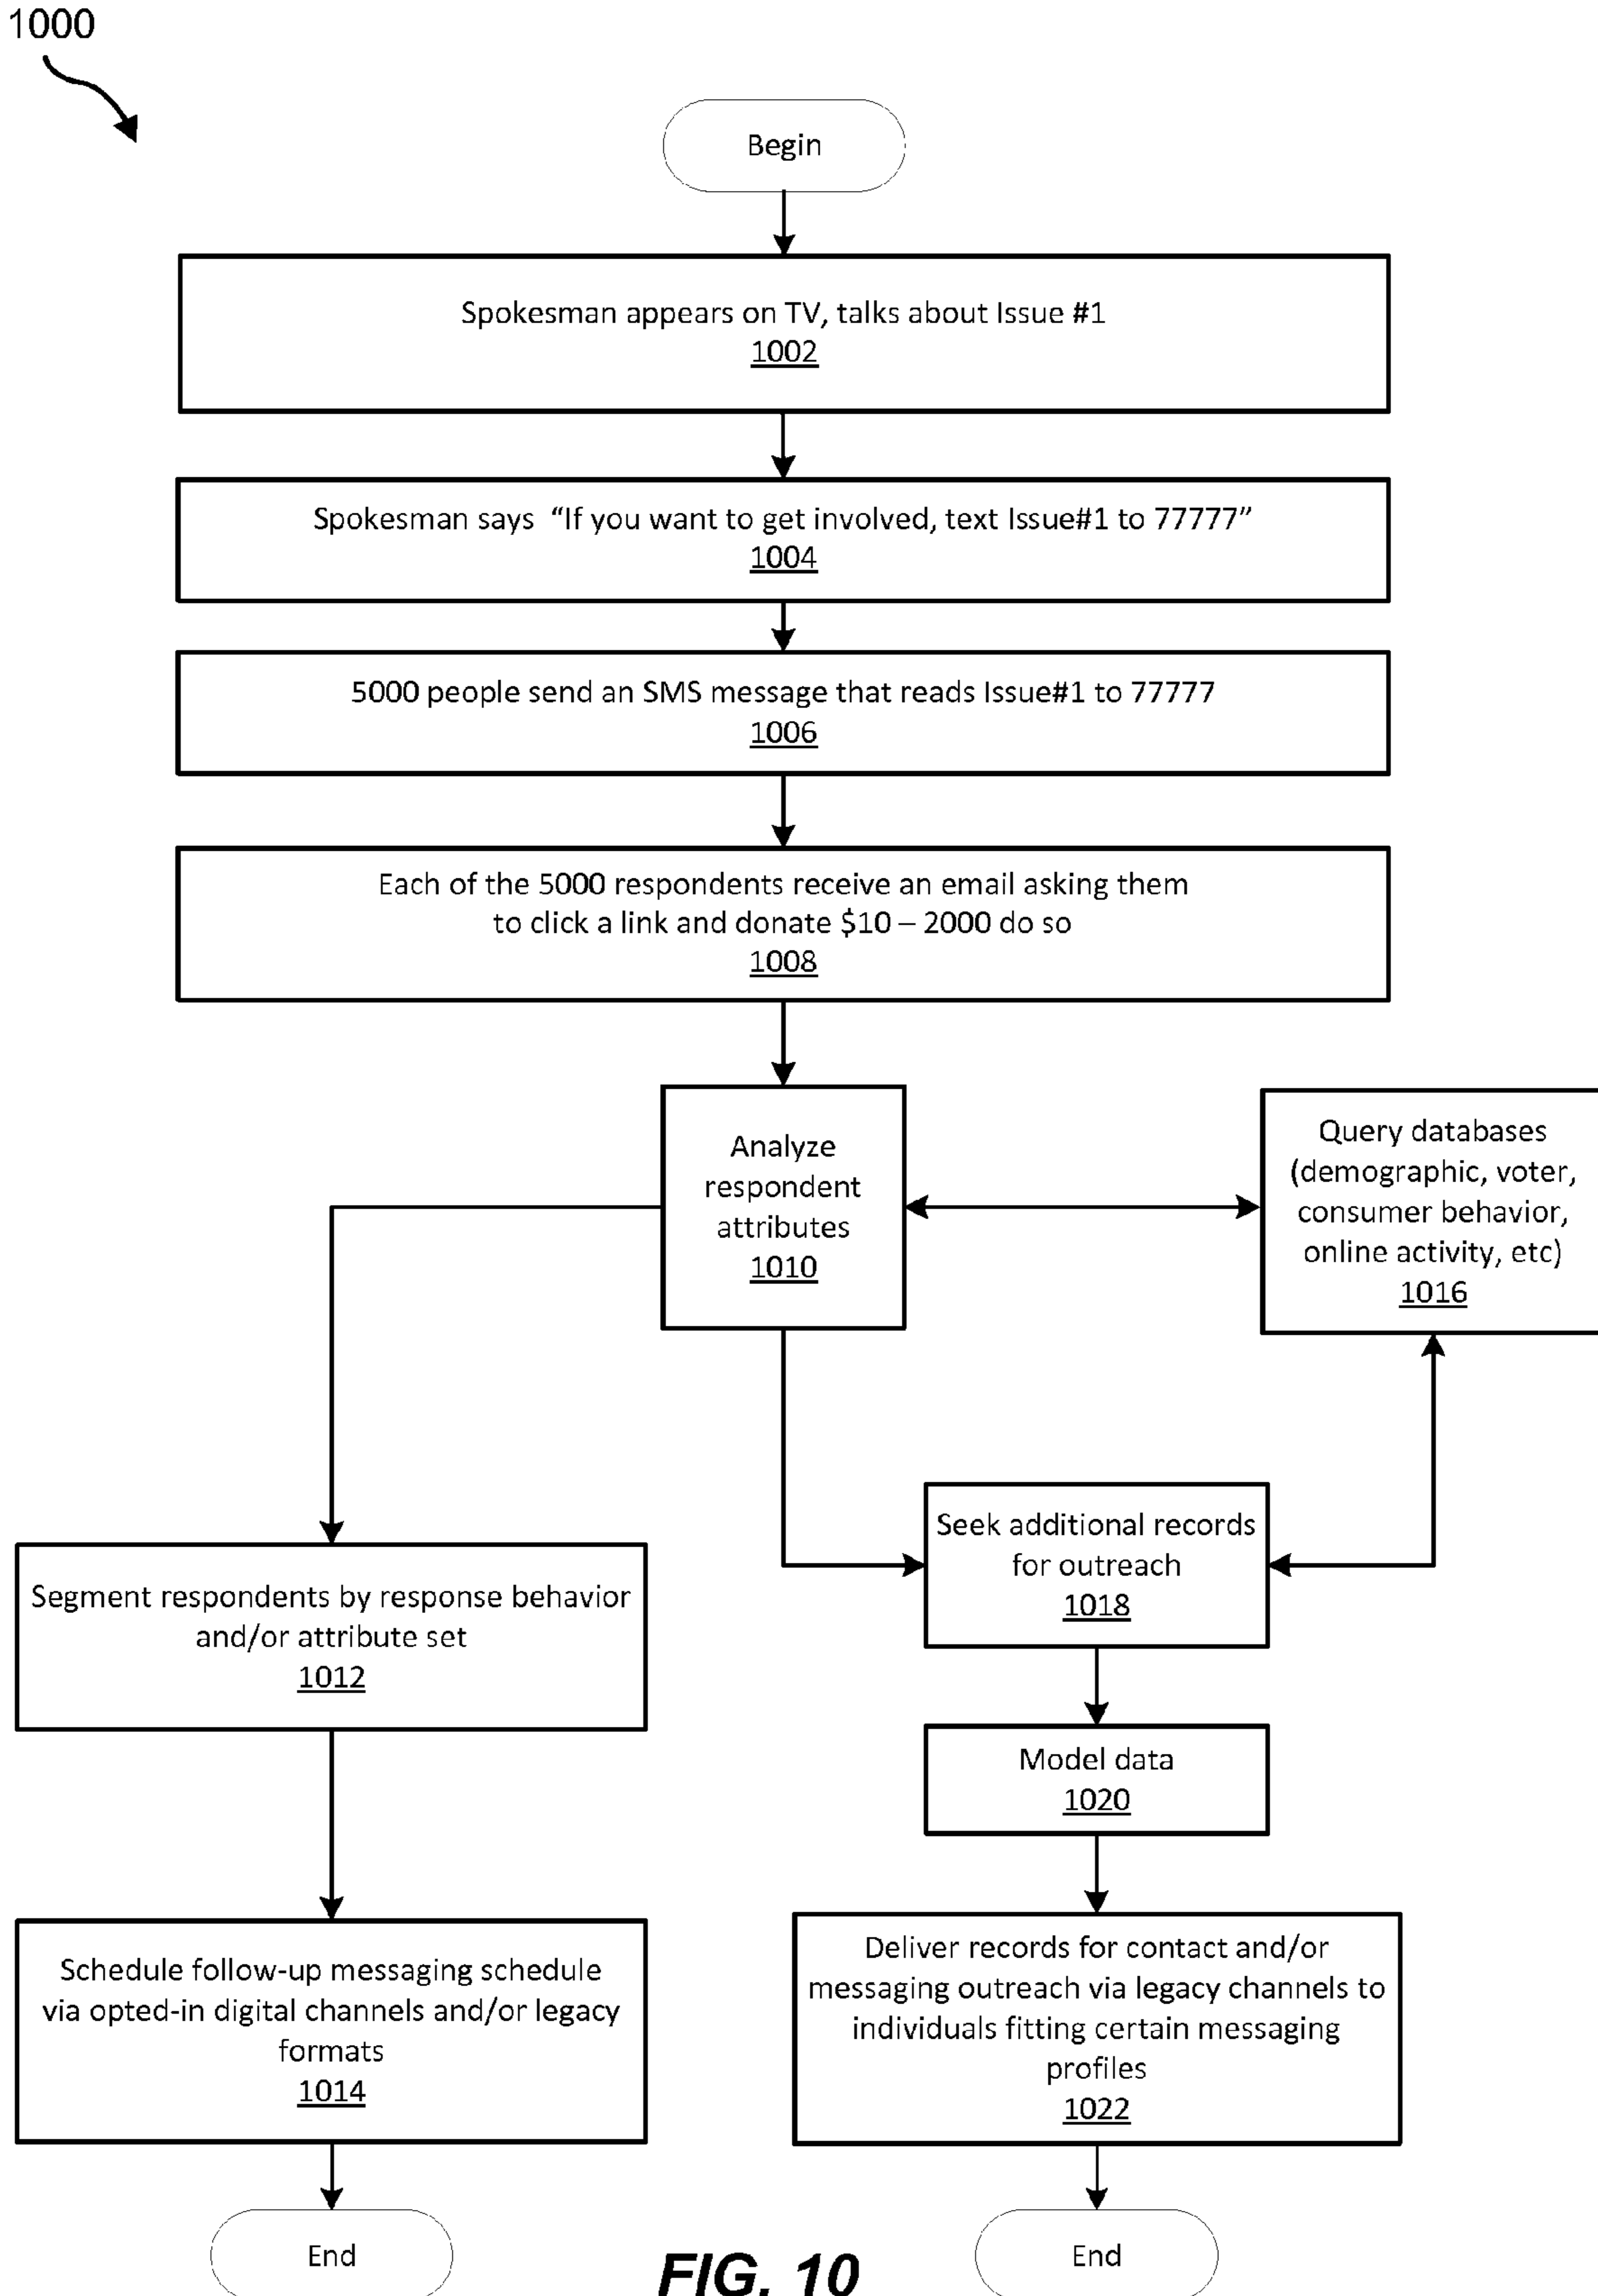 1000
Begin
Spokesman appears on TV, talks about Issue #1
1002
Spokesman says “If you want to get involved, text Issue#1 to 77777”
1004
5000 people send an SMS message that reads Issue#1 to 77777
1006
Each of the 5000 respondents receive an email asking them
to click a link and donate $10 – 2000 do so
1008
Analyze
respondent
attributes
1010
Query databases
(demographic, voter,
consumer behavior,
online activity, etc)
1016
Seek additional records
for outreach
1018
Segment respondents by response behavior
and/or attribute set
1012
Model data
1020
Schedule follow-up messaging schedule
via opted-in digital channels and/or legacy
formats
1014
Deliver records for contact and/or
messaging outreach via legacy channels to
individuals fitting certain messaging
profiles
1022
End
End
FIG. 10